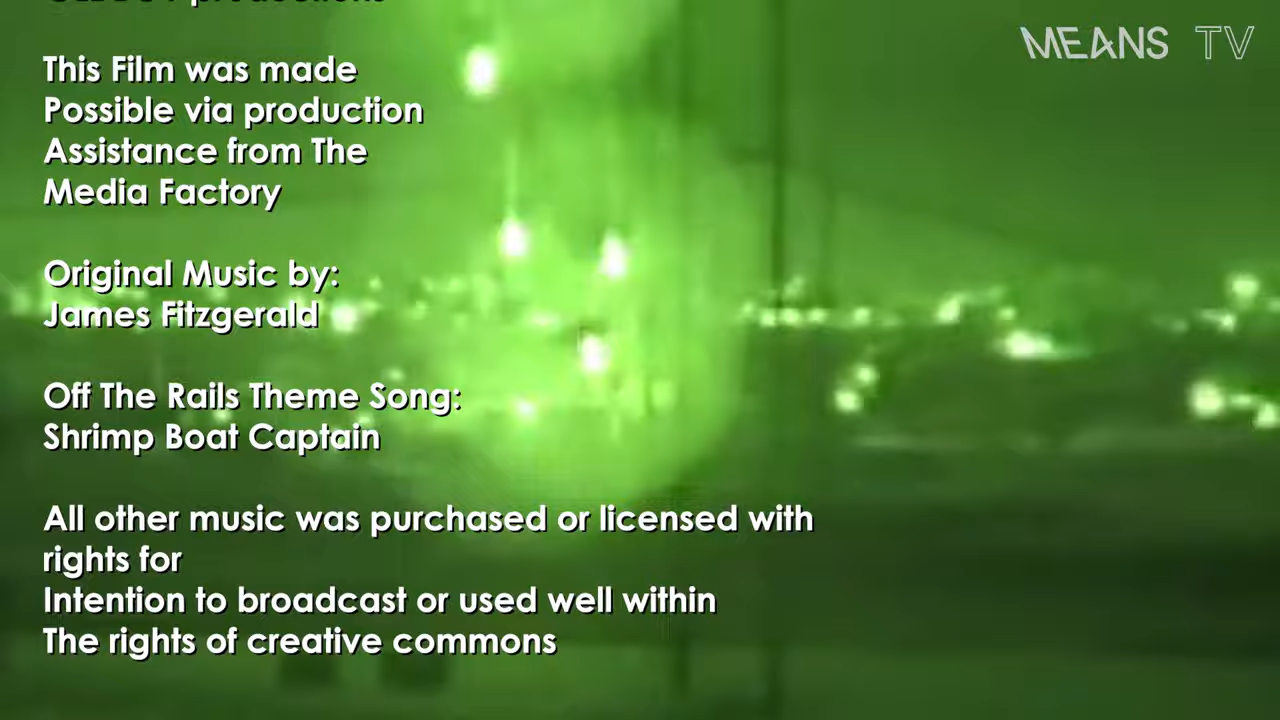 productions
MEANS TV
This Film was made
Possible via production
Assistance from The
Media Factory
Original Music by:
James Fitzgerald
Off The Rails Theme Song:
Shrimp Boat Captain
All other music was purchased or licensed with
rights for
Intention to broadcast or used well within
The rights of creative commons